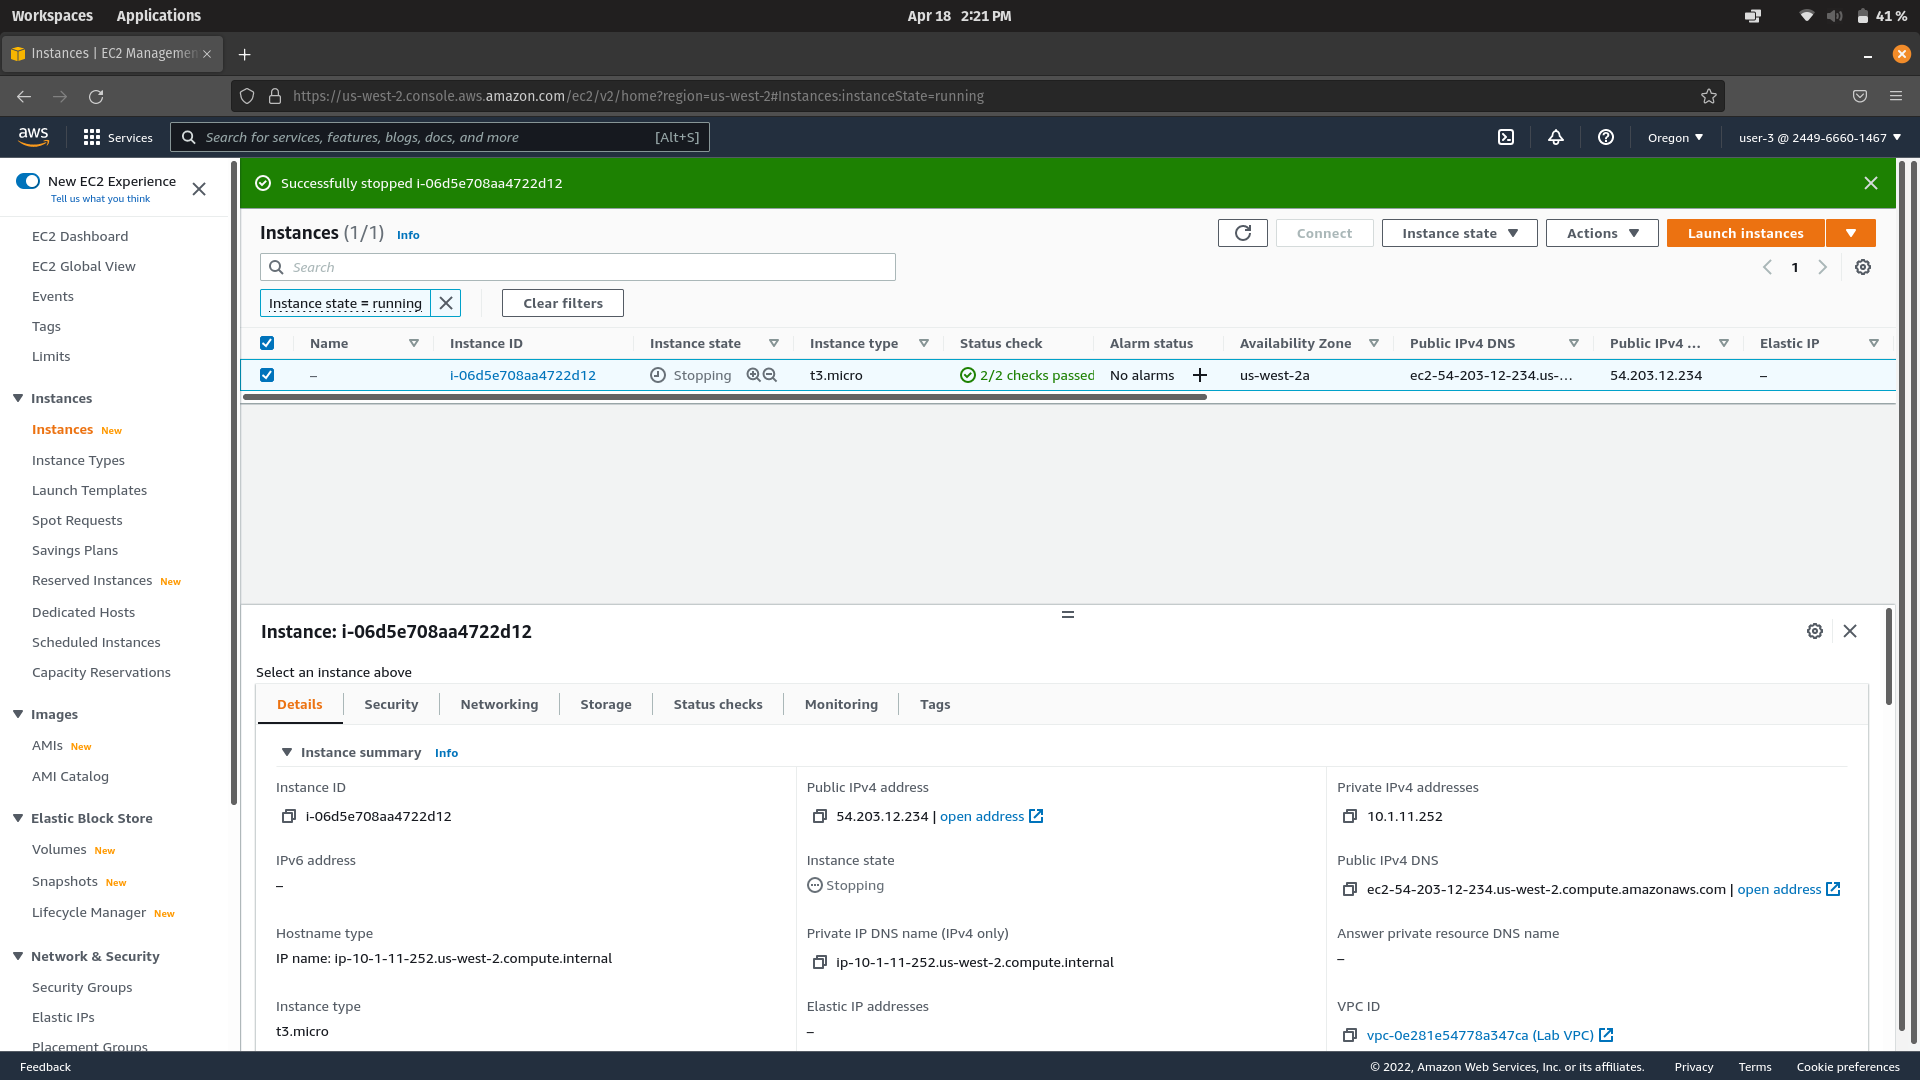 Workspaces Applications Apr 18 2:21 PM 41 %
Instances | EC2 Managemen
https://us-west-2.console.aws.amazon.com/ec2/v2/home?region=us-west-2#Instances:instanceState=running
aws Services Search for services, features, blogs, docs, and more [Alt+S] Oregon user-3 @ 2449-6660-1467
New EC2 Experience
Tell us what you think
EC2 Dashboard
EC2 Global View
Events
Tags
Limits
Instances
Instances New
Instance Types
Launch Templates
Spot Requests
Savings Plans
Reserved Instances New
Dedicated Hosts
Scheduled Instances
Capacity Reservations
Images
AMIs New
AMI Catalog
Elastic Block Store
Volumes New
Snapshots New
Lifecycle Manager New
Network & Security
Security Groups
Elastic IPs
Placement Groups
Successfully stopped i-06d5e708aa4722d12
Instances (1/1) Info Connect Instance state Actions Launch instances
Search 1
Instance state = running Clear filters
Name Instance ID Instance state Instance type Status check Alarm status Availability Zone Public IPv4 DNS Public IPv4 ... Elastic IP
– i-06d5e708aa4722d12 Stopping t3.micro 2/2 checks passed No alarms us-west-2a ec2-54-203-12-234.us-... 54.203.12.234 –
Instance: i-06d5e708aa4722d12
Select an instance above
Details Security Networking Storage Status checks Monitoring Tags
Instance summary Info
Instance ID Public IPv4 address Private IPv4 addresses
i-06d5e708aa4722d12 54.203.12.234 | open address 10.1.11.252
IPv6 address Instance state Public IPv4 DNS
– Stopping ec2-54-203-12-234.us-west-2.compute.amazonaws.com | open address
Hostname type Private IP DNS name (IPv4 only) Answer private resource DNS name
IP name: ip-10-1-11-252.us-west-2.compute.internal ip-10-1-11-252.us-west-2.compute.internal –
Instance type Elastic IP addresses VPC ID
t3.micro – vpc-0e281e54778a347ca (Lab VPC)
Feedback © 2022, Amazon Web Services, Inc. or its affiliates. Privacy Terms Cookie preferences